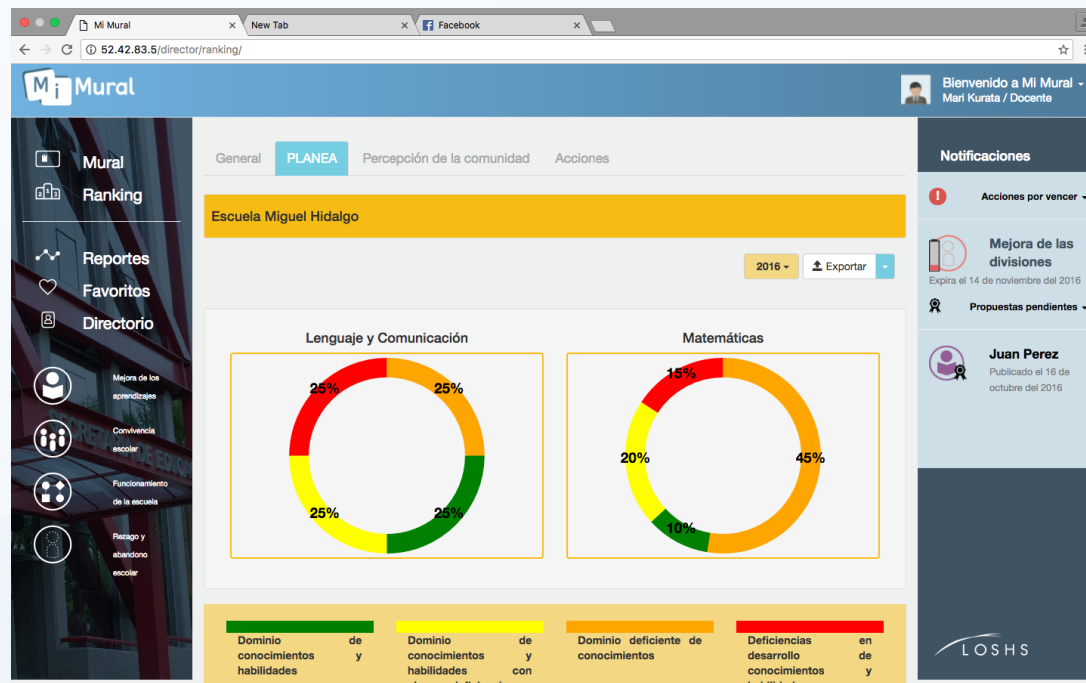 Mi Mural
New Tab
Facebook
52.42.83.5/director/ranking/
Mi Mural
Bienvenido a Mi Mural
Mari Kurata / Docente
Mural
Ranking
Reportes
Favoritos
Directorio
Mejora de los
aprendizajes
Convivencia
escolar
Funcionamiento
de la escuela
Rezago y
abandono
escolar
General PLANEA Percepción de la comunidad Acciones
Escuela Miguel Hidalgo
2016 Exportar
Lenguaje y Comunicación
25% 25%
25% 25%
Matemáticas
15%
20% 45%
10%
Dominio de
conocimientos y
habilidades
Dominio de
conocimientos y
habilidades con
Dominio deficiente de
conocimientos
Deficiencias en
desarrollo de
conocimientos y
Notificaciones
Acciones por vencer
Mejora de las
divisiones
Expira el 14 de noviembre del 2016
Propuestas pendientes
Juan Perez
Publicado el 16 de
octubre del 2016
LOSHS